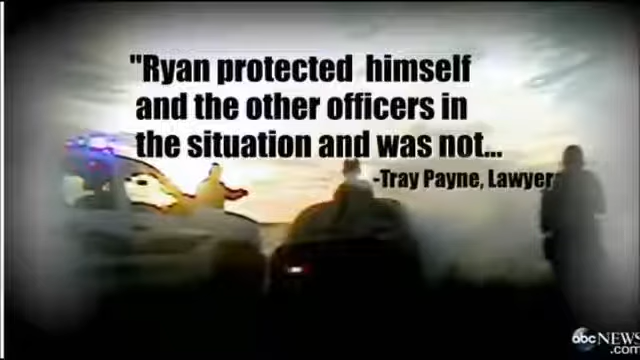 "Ryan protected himself
and the other officers in
the situation and was not...
-Tray Payne, Lawyer
abc NEWS
.com